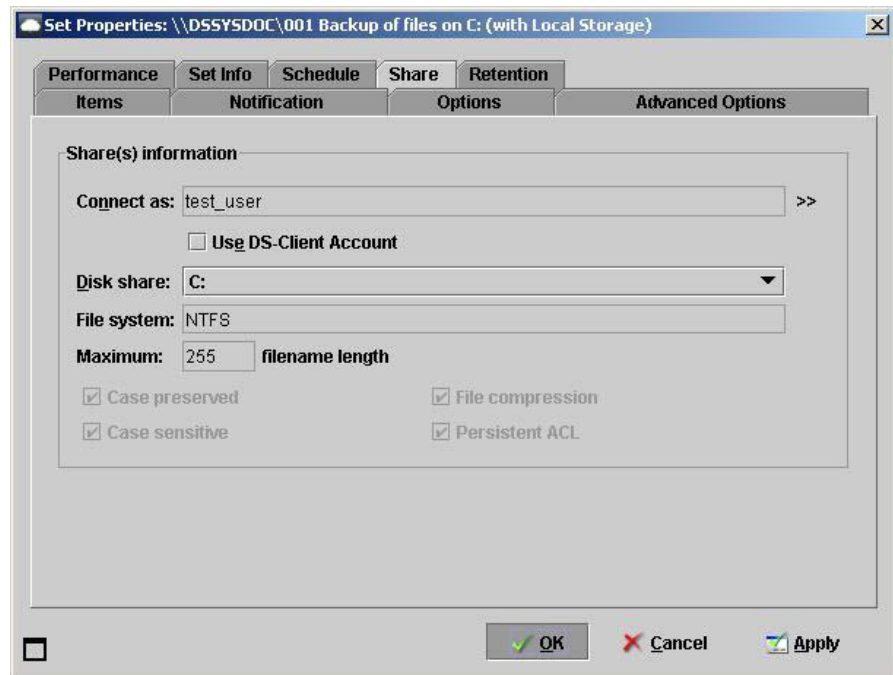 Set Properties: \\DSSYSDOC\001 Backup of files on C: (with Local Storage)
Performance Set Info Schedule Share Retention
Items Notification Options Advanced Options
Share(s) information
Connect as: test_user >>
Use DS-Client Account
Disk share: C:
File system: NTFS
Maximum: 255 filename length
Case preserved File compression
Case sensitive Persistent ACL
OK Cancel Apply